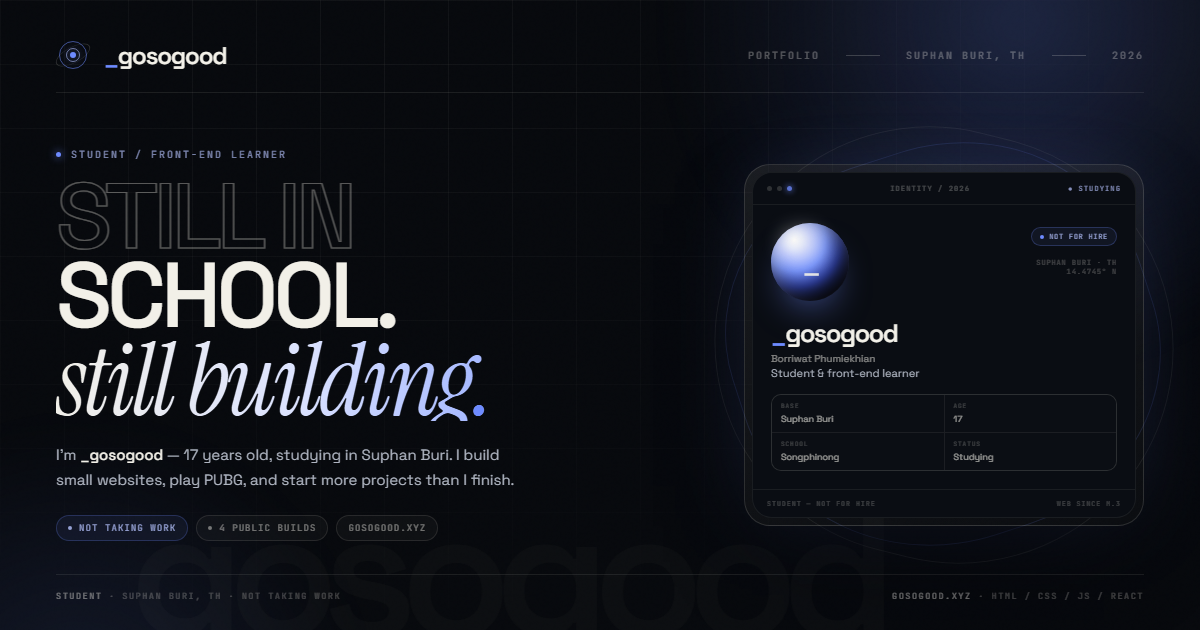 _gosogood
PORTFOLIO
SUPHAN BURI, TH
2026
STUDENT / FRONT-END LEARNER
STILL IN
SCHOOL.
still building.
I'm _gosogood — 17 years old, studying in Suphan Buri. I build
small websites, play PUBG, and start more projects than I finish.
NOT TAKING WORK
4 PUBLIC BUILDS
GOSOGOOD.XYZ
IDENTITY / 2026
STUDYING
NOT FOR HIRE
SUPHAN BURI · TH
14.4745° N
_gosogood
Borriwat Phumiekhian
Student & front-end learner
BASE
Suphan Buri
AGE
17
SCHOOL
Songphinong
STATUS
Studying
STUDENT — NOT FOR HIRE
WEB SINCE M.3
gosogood
STUDENT · SUPHAN BURI, TH · NOT TAKING WORK
GOSOGOOD.XYZ · HTML / CSS / JS / REACT